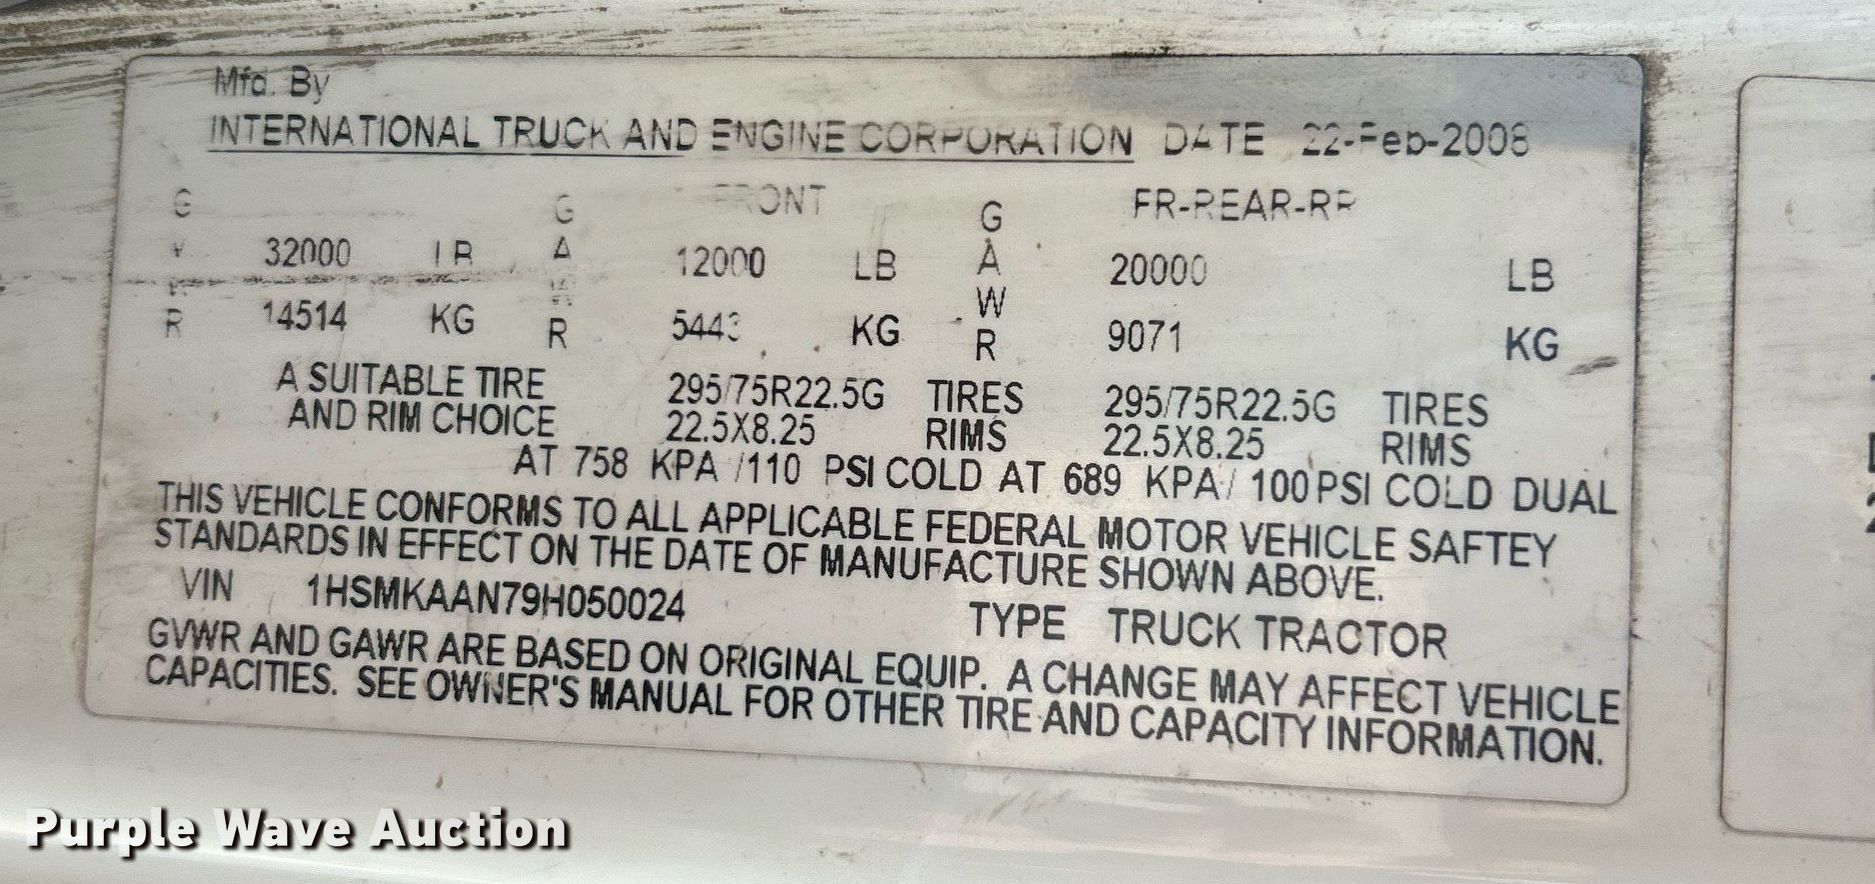 Mfd. By
INTERNATIONAL TRUCK AND ENGINE CORPORATION DATE 22-Feb-2008
G V W R 32000 LB 14514 KG
G A W R FRONT 12000 LB 5443 KG
G A W R FR-REAR-RR 20000 LB 9071 KG
A SUITABLE TIRE 295/75R22.5G TIRES 295/75R22.5G TIRES
AND RIM CHOICE 22.5X8.25 RIMS 22.5X8.25 RIMS
AT 758 KPA /110 PSI COLD AT 689 KPA/ 100 PSI COLD DUAL
THIS VEHICLE CONFORMS TO ALL APPLICABLE FEDERAL MOTOR VEHICLE SAFTEY
STANDARDS IN EFFECT ON THE DATE OF MANUFACTURE SHOWN ABOVE.
VIN 1HSMKAAN79H050024 TYPE TRUCK TRACTOR
GVWR AND GAWR ARE BASED ON ORIGINAL EQUIP. A CHANGE MAY AFFECT VEHICLE
CAPACITIES. SEE OWNER'S MANUAL FOR OTHER TIRE AND CAPACITY INFORMATION.
Purple Wave Auction